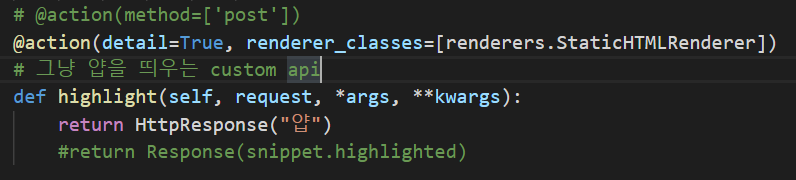 # @action(method=['post'])
@action(detail=True, renderer_classes=[renderers.StaticHTMLRenderer])
# 그냥 얍을 띄우는 custom api
def highlight(self, request, *args, **kwargs):
    return HttpResponse("얍")
    #return Response(snippet.highlighted)